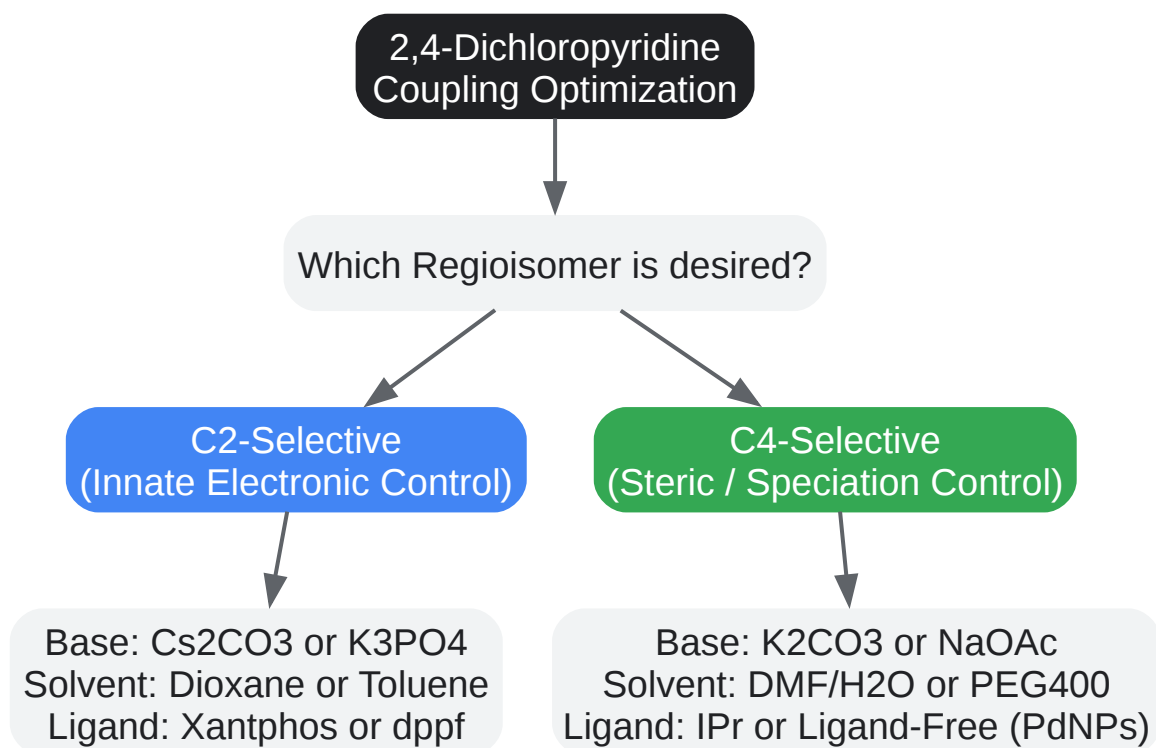 2,4-Dichloropyridine
Coupling Optimization
Which Regioisomer is desired?
C2-Selective
(Innate Electronic Control)
C4-Selective
(Steric / Speciation Control)
Base: Cs2CO3 or K3PO4
Solvent: Dioxane or Toluene
Ligand: Xantphos or dppf
Base: K2CO3 or NaOAc
Solvent: DMF/H2O or PEG400
Ligand: IPr or Ligand-Free (PdNPs)